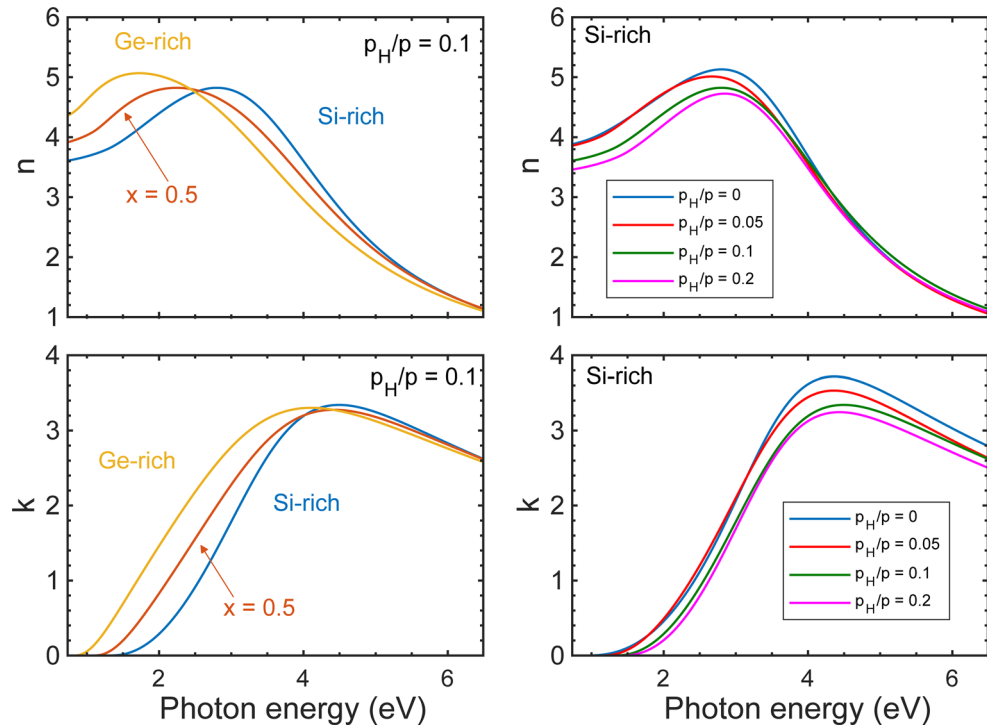 6
5
4
3
2
1
n
Ge-rich
p_H/p = 0.1
Si-rich
x = 0.5
6
5
4
3
2
1
n
Si-rich
p_H/p = 0
p_H/p = 0.05
p_H/p = 0.1
p_H/p = 0.2
4
3
2
1
0
k
p_H/p = 0.1
Ge-rich
Si-rich
x = 0.5
2
4
6
Photon energy (eV)
4
3
2
1
0
k
Si-rich
p_H/p = 0
p_H/p = 0.05
p_H/p = 0.1
p_H/p = 0.2
2
4
6
Photon energy (eV)